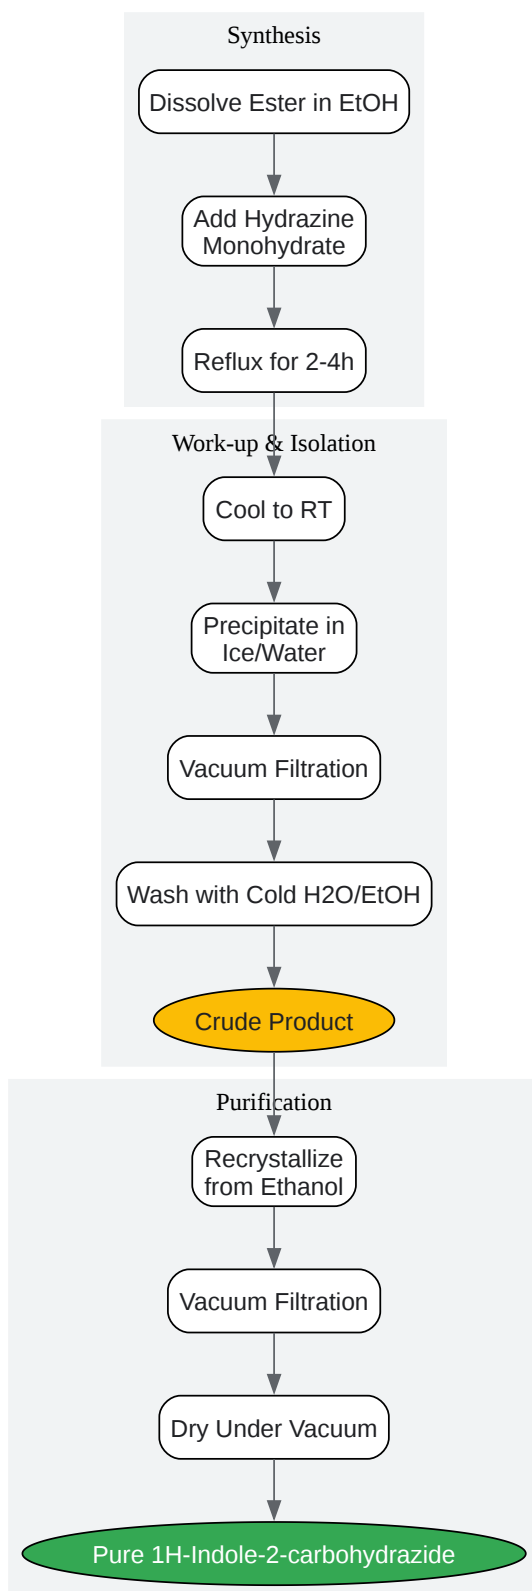 Synthesis
Dissolve Ester in EtOH
Add Hydrazine
Monohydrate
Reflux for 2-4h
Work-up & Isolation
Cool to RT
Precipitate in
Ice/Water
Vacuum Filtration
Wash with Cold H2O/EtOH
Crude Product
Purification
Recrystallize
from Ethanol
Vacuum Filtration
Dry Under Vacuum
Pure 1H-Indole-2-carbohydrazide